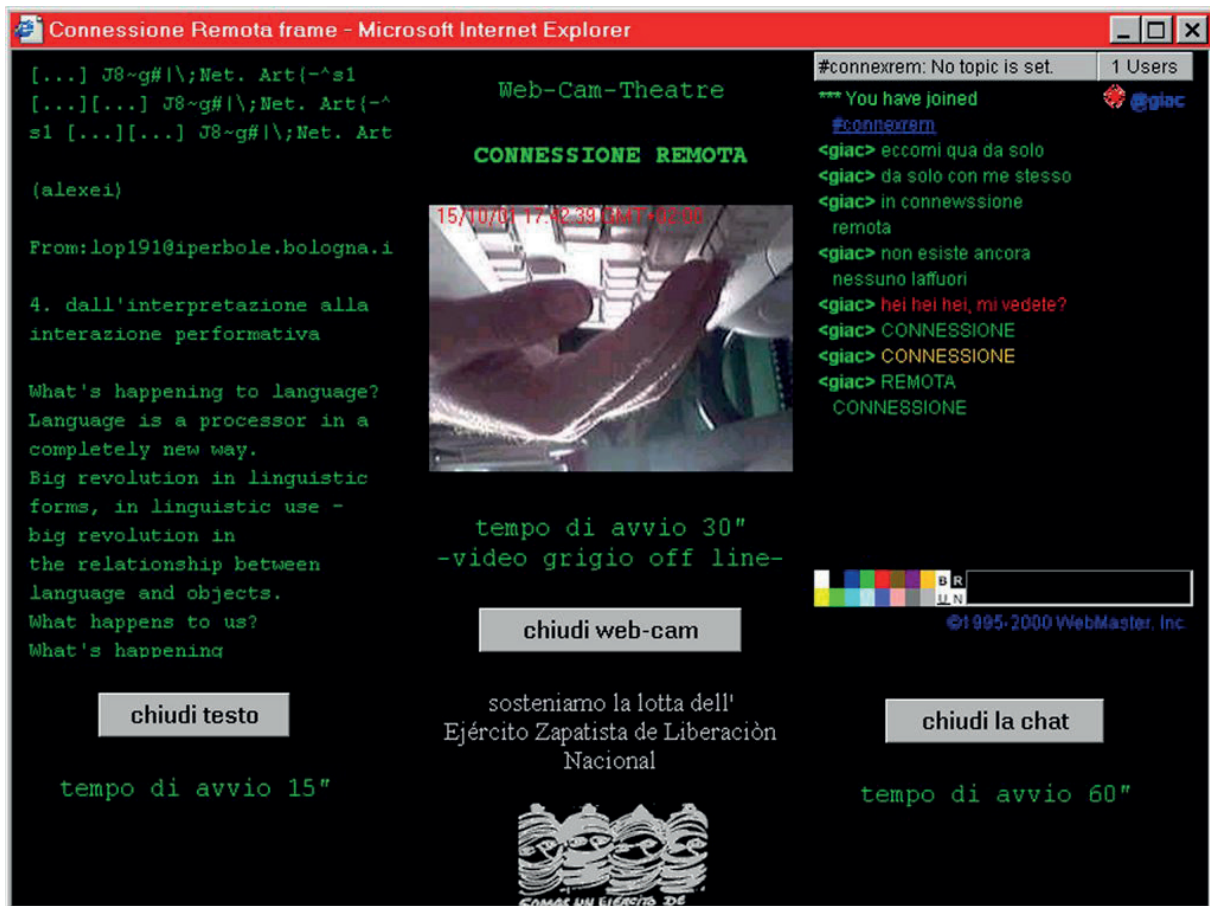 Connessione Remota frame - Microsoft Internet Explorer
[...] J8~g#|\;Net. Art{-^s1
[...][...] J8~g#|\;Net. Art{-^
s1 [...][...] J8~g#|\;Net. Art
(alexei)
From:lop191@iperbole.bologna.i
4. dall'interpretazione alla
interazione performativa
What's happening to language?
Language is a processor in a
completely new way.
Big revolution in linguistic
forms, in linguistic use -
big revolution in
the relationship between
language and objects.
What happens to us?
What's happening
chiudi testo
tempo di avvio 15"
Web-Cam-Theatre
CONNESSIONE REMOTA
15/10/01 17:42.39 GMT+02:00
tempo di avvio 30"
-video grigio off line-
chiudi web-cam
sosteniamo la lotta dell'
Ejército Zapatista de Liberaciòn
Nacional
SOMOS UN EJERCITO DE
#connexrem: No topic is set.
1 Users
*** You have joined
#connexrem
@giac
<giac> eccomi qua da solo
<giac> da solo con me stesso
<giac> in connewssione
remota
<giac> non esiste ancora
nessuno laffuori
<giac> hei hei hei, mi vedete?
<giac> CONNESSIONE
<giac> CONNESSIONE
<giac> REMOTA
CONNESSIONE
B R
U N
©1995-2000 WebMaster, Inc.
chiudi la chat
tempo di avvio 60"